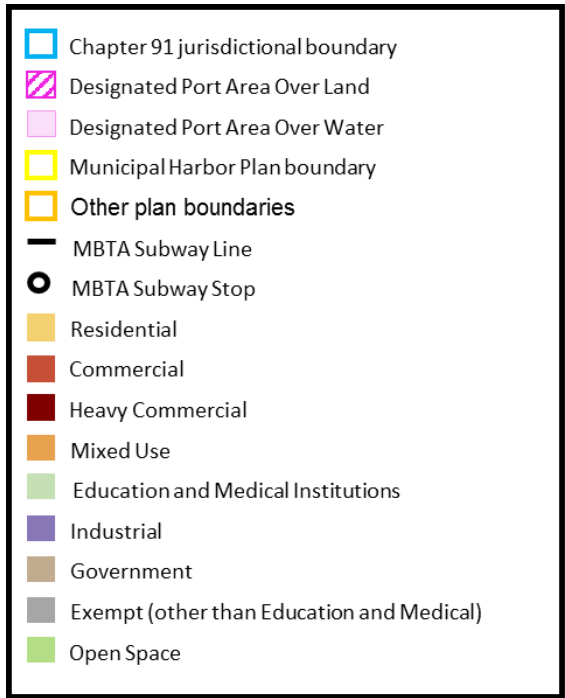 Chapter 91 jurisdictional boundary
Designated Port Area Over Land
Designated Port Area Over Water
Municipal Harbor Plan boundary
Other plan boundaries
MBTA Subway Line
MBTA Subway Stop
Residential
Commercial
Heavy Commercial
Mixed Use
Education and Medical Institutions
Industrial
Government
Exempt (other than Education and Medical)
Open Space